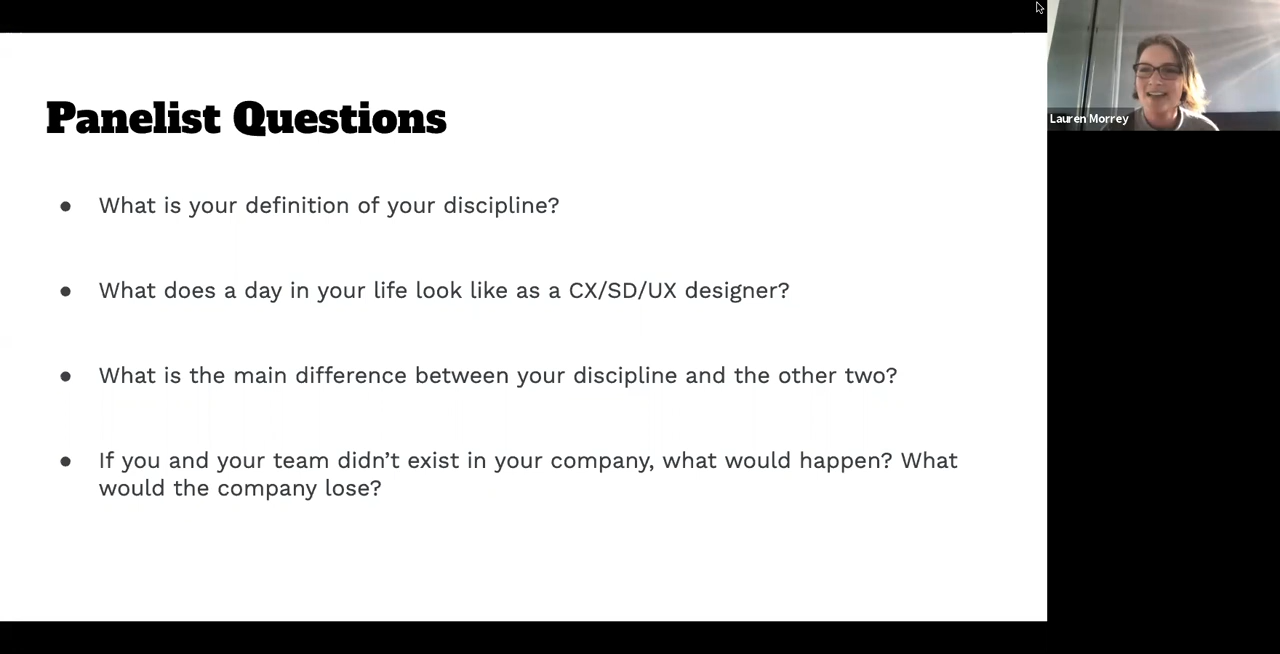 Panelist Questions
● What is your definition of your discipline?
● What does a day in your life look like as a CX/SD/UX designer?
● What is the main difference between your discipline and the other two?
● If you and your team didn’t exist in your company, what would happen? What
would the company lose?
Lauren Morrey